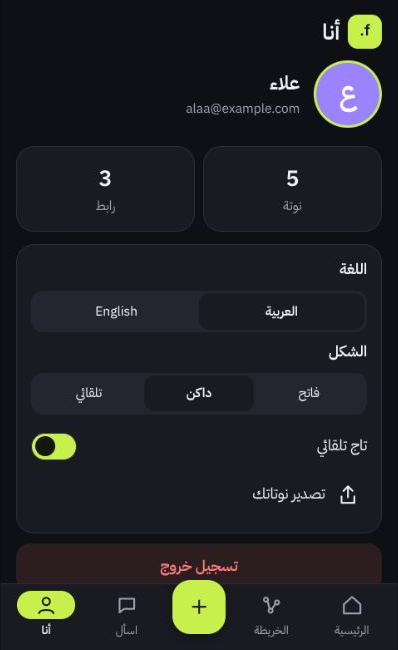 f.
أنا
ع
علاء
alaa@example.com
5
نوتة
3
رابط
اللغة
العربية
English
الشكل
فاتح
داكن
تلقائي
تاج تلقائي
تصدير نوتاتك
تسجيل خروج
الرئيسية
الخريطة
+
اسأل
أنا